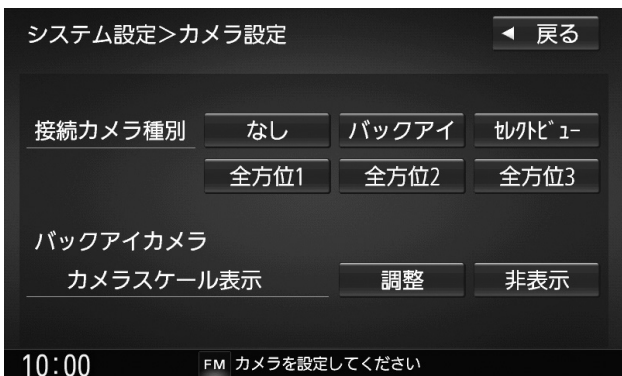 システム設定>カメラ設定 ◀ 戻る
接続カメラ種別 なし バックアイ ｾﾚｸﾄﾋﾞｭｰ
全方位1 全方位2 全方位3
バックアイカメラ
カメラスケール表示 調整 非表示
10:00 FM カメラを設定してください